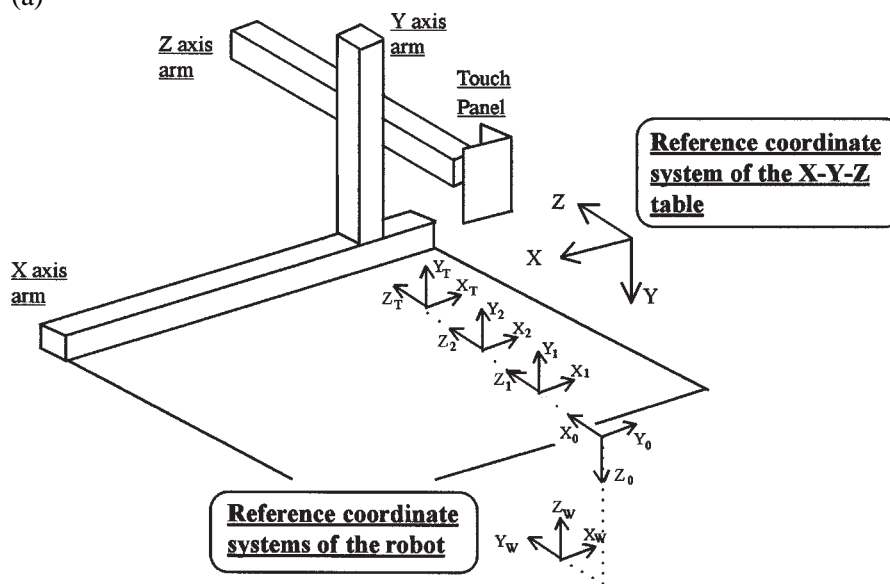 (a)
Y axis
arm
Z axis
arm
Touch
Panel
Reference coordinate
system of the X-Y-Z
table
Z
X
Y
X axis
arm
Y_T
X_T
Z_T
Y_2
X_2
Z_2
Y_1
X_1
Z_1
X_0
Y_0
Z_0
Reference coordinate
systems of the robot
Z_W
X_W
Y_W